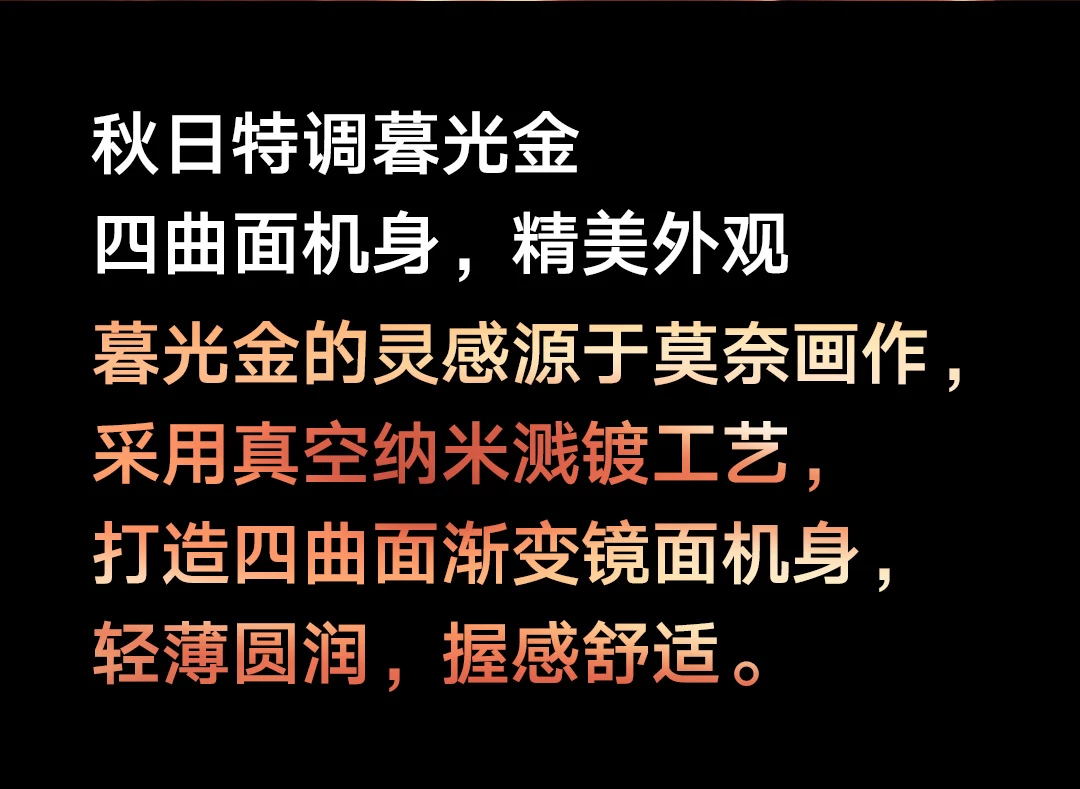 秋日特调暮光金
四曲面机身，精美外观
暮光金的灵感源于莫奈画作，
采用真空纳米溅镀工艺，
打造四曲面渐变镜面机身，
轻薄圆润，握感舒适。